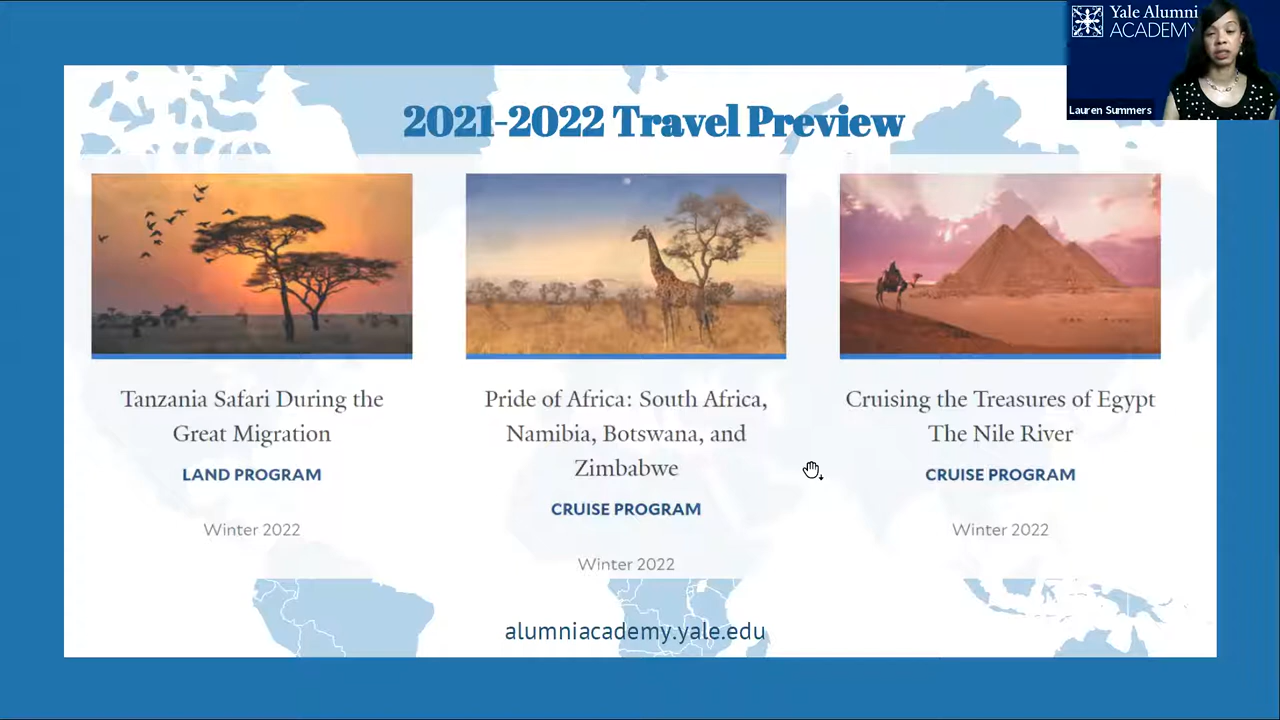 Yale Alumni
ACADEMY
Lauren Summers
2021-2022 Travel Preview
Tanzania Safari During the
Great Migration
LAND PROGRAM
Winter 2022
Pride of Africa: South Africa,
Namibia, Botswana, and
Zimbabwe
CRUISE PROGRAM
Winter 2022
Cruising the Treasures of Egypt
The Nile River
CRUISE PROGRAM
Winter 2022
alumniacademy.yale.edu